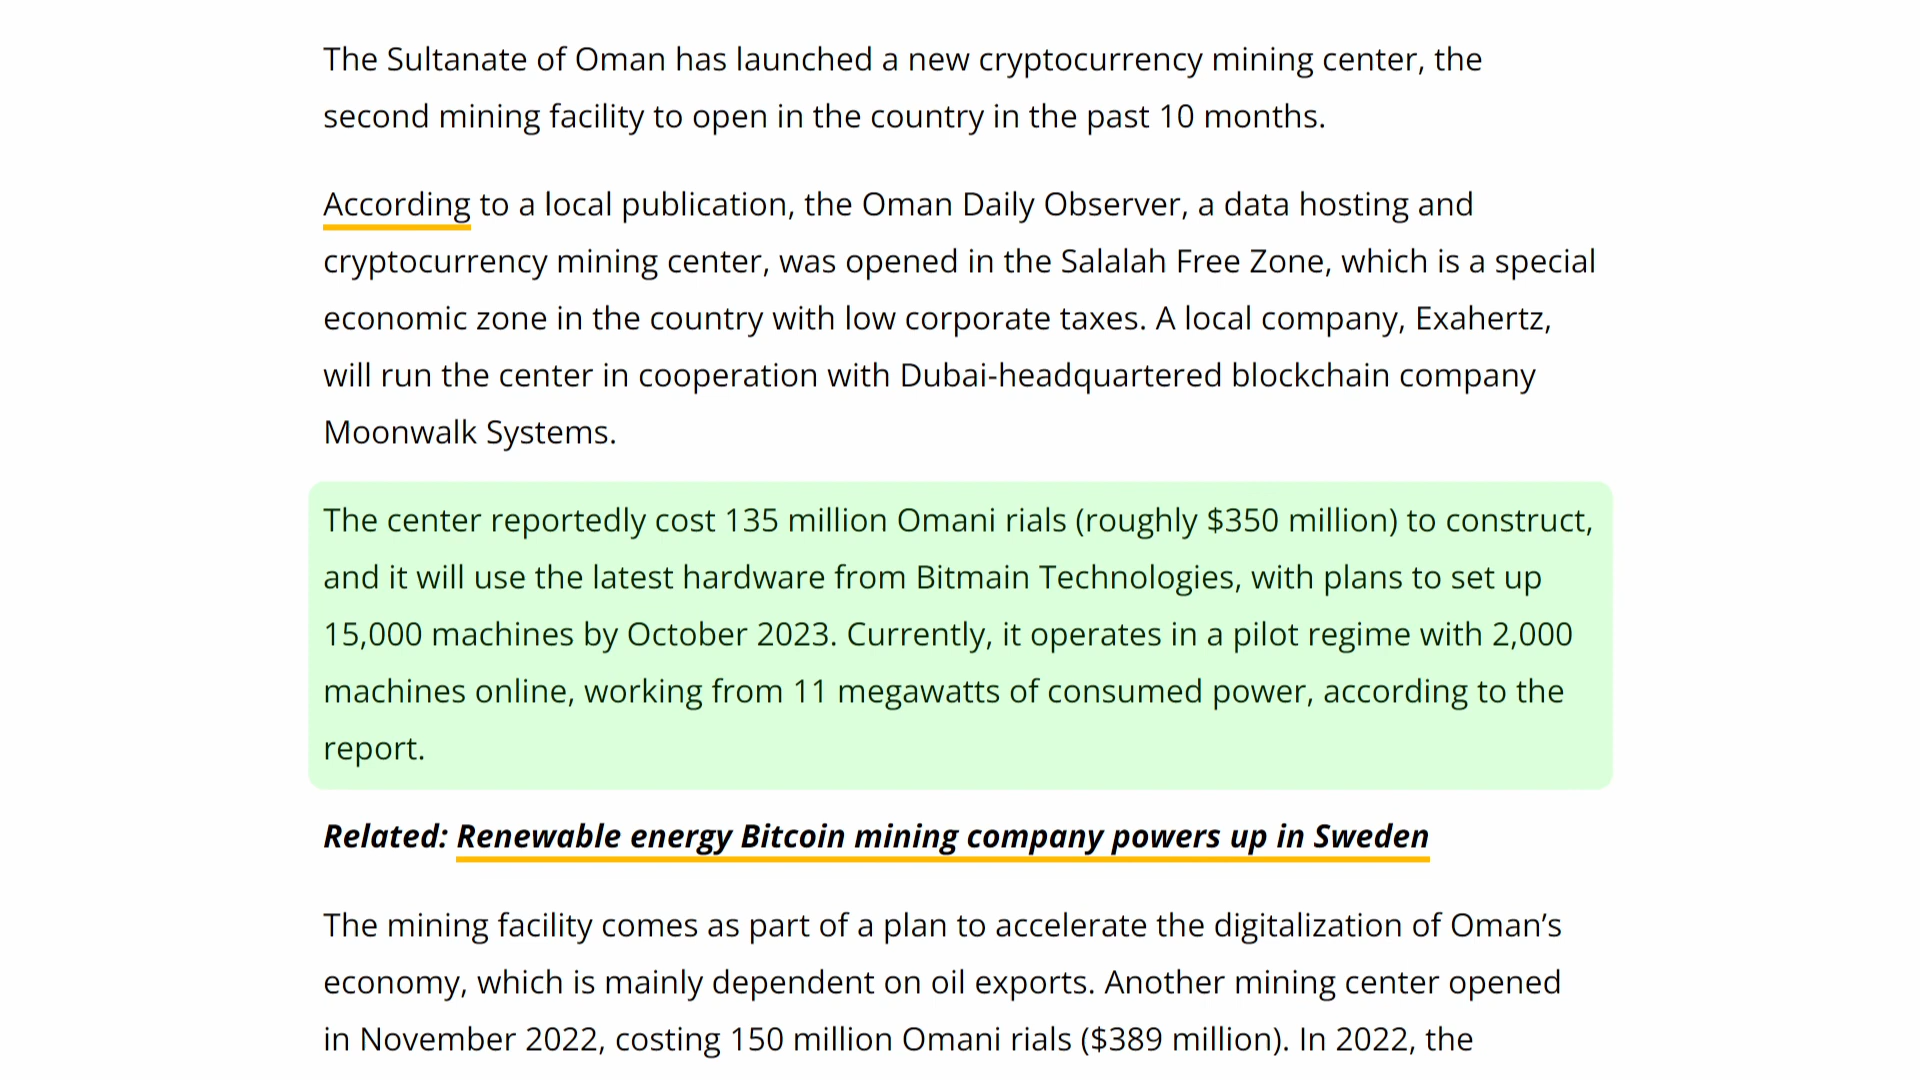 The Sultanate of Oman has launched a new cryptocurrency mining center, the
second mining facility to open in the country in the past 10 months.
According to a local publication, the Oman Daily Observer, a data hosting and
cryptocurrency mining center, was opened in the Salalah Free Zone, which is a special
economic zone in the country with low corporate taxes. A local company, Exahertz,
will run the center in cooperation with Dubai-headquartered blockchain company
Moonwalk Systems.
The center reportedly cost 135 million Omani rials (roughly $350 million) to construct,
and it will use the latest hardware from Bitmain Technologies, with plans to set up
15,000 machines by October 2023. Currently, it operates in a pilot regime with 2,000
machines online, working from 11 megawatts of consumed power, according to the
report.
Related: Renewable energy Bitcoin mining company powers up in Sweden
The mining facility comes as part of a plan to accelerate the digitalization of Oman’s
economy, which is mainly dependent on oil exports. Another mining center opened
in November 2022, costing 150 million Omani rials ($389 million). In 2022, the